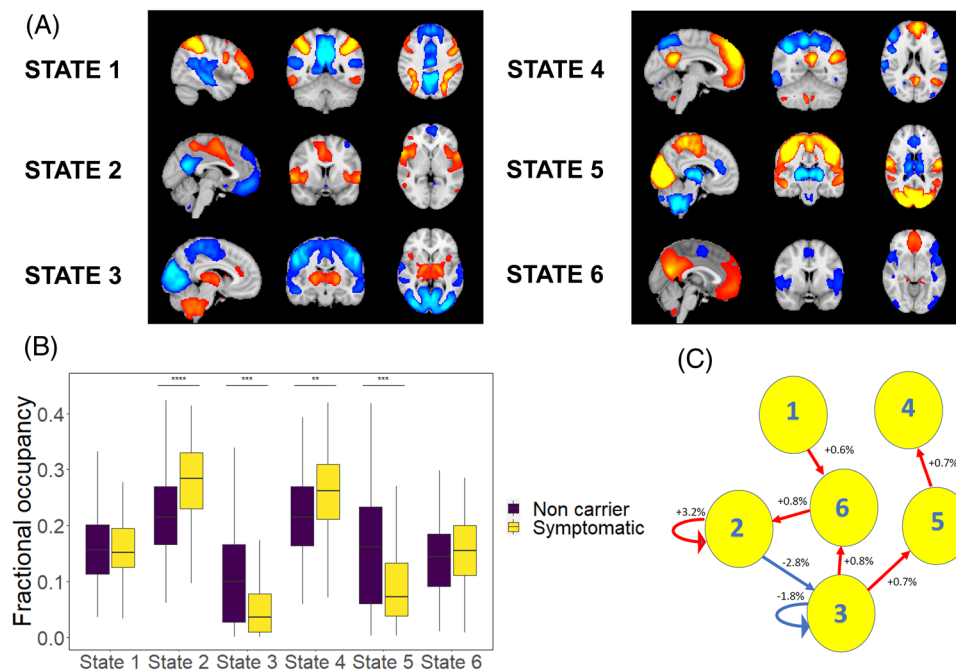 (A)
STATE 1
STATE 2
STATE 3
STATE 4
STATE 5
STATE 6
(B)
Fractional occupancy
0.4
0.3
0.2
0.1
0.0
****
***
**
***
State 1
State 2
State 3
State 4
State 5
State 6
Non carrier
Symptomatic
(C)
1
4
+0.6%
+0.7%
6
+0.8%
+3.2%
2
5
-2.8%
+0.8%
+0.7%
-1.8%
3